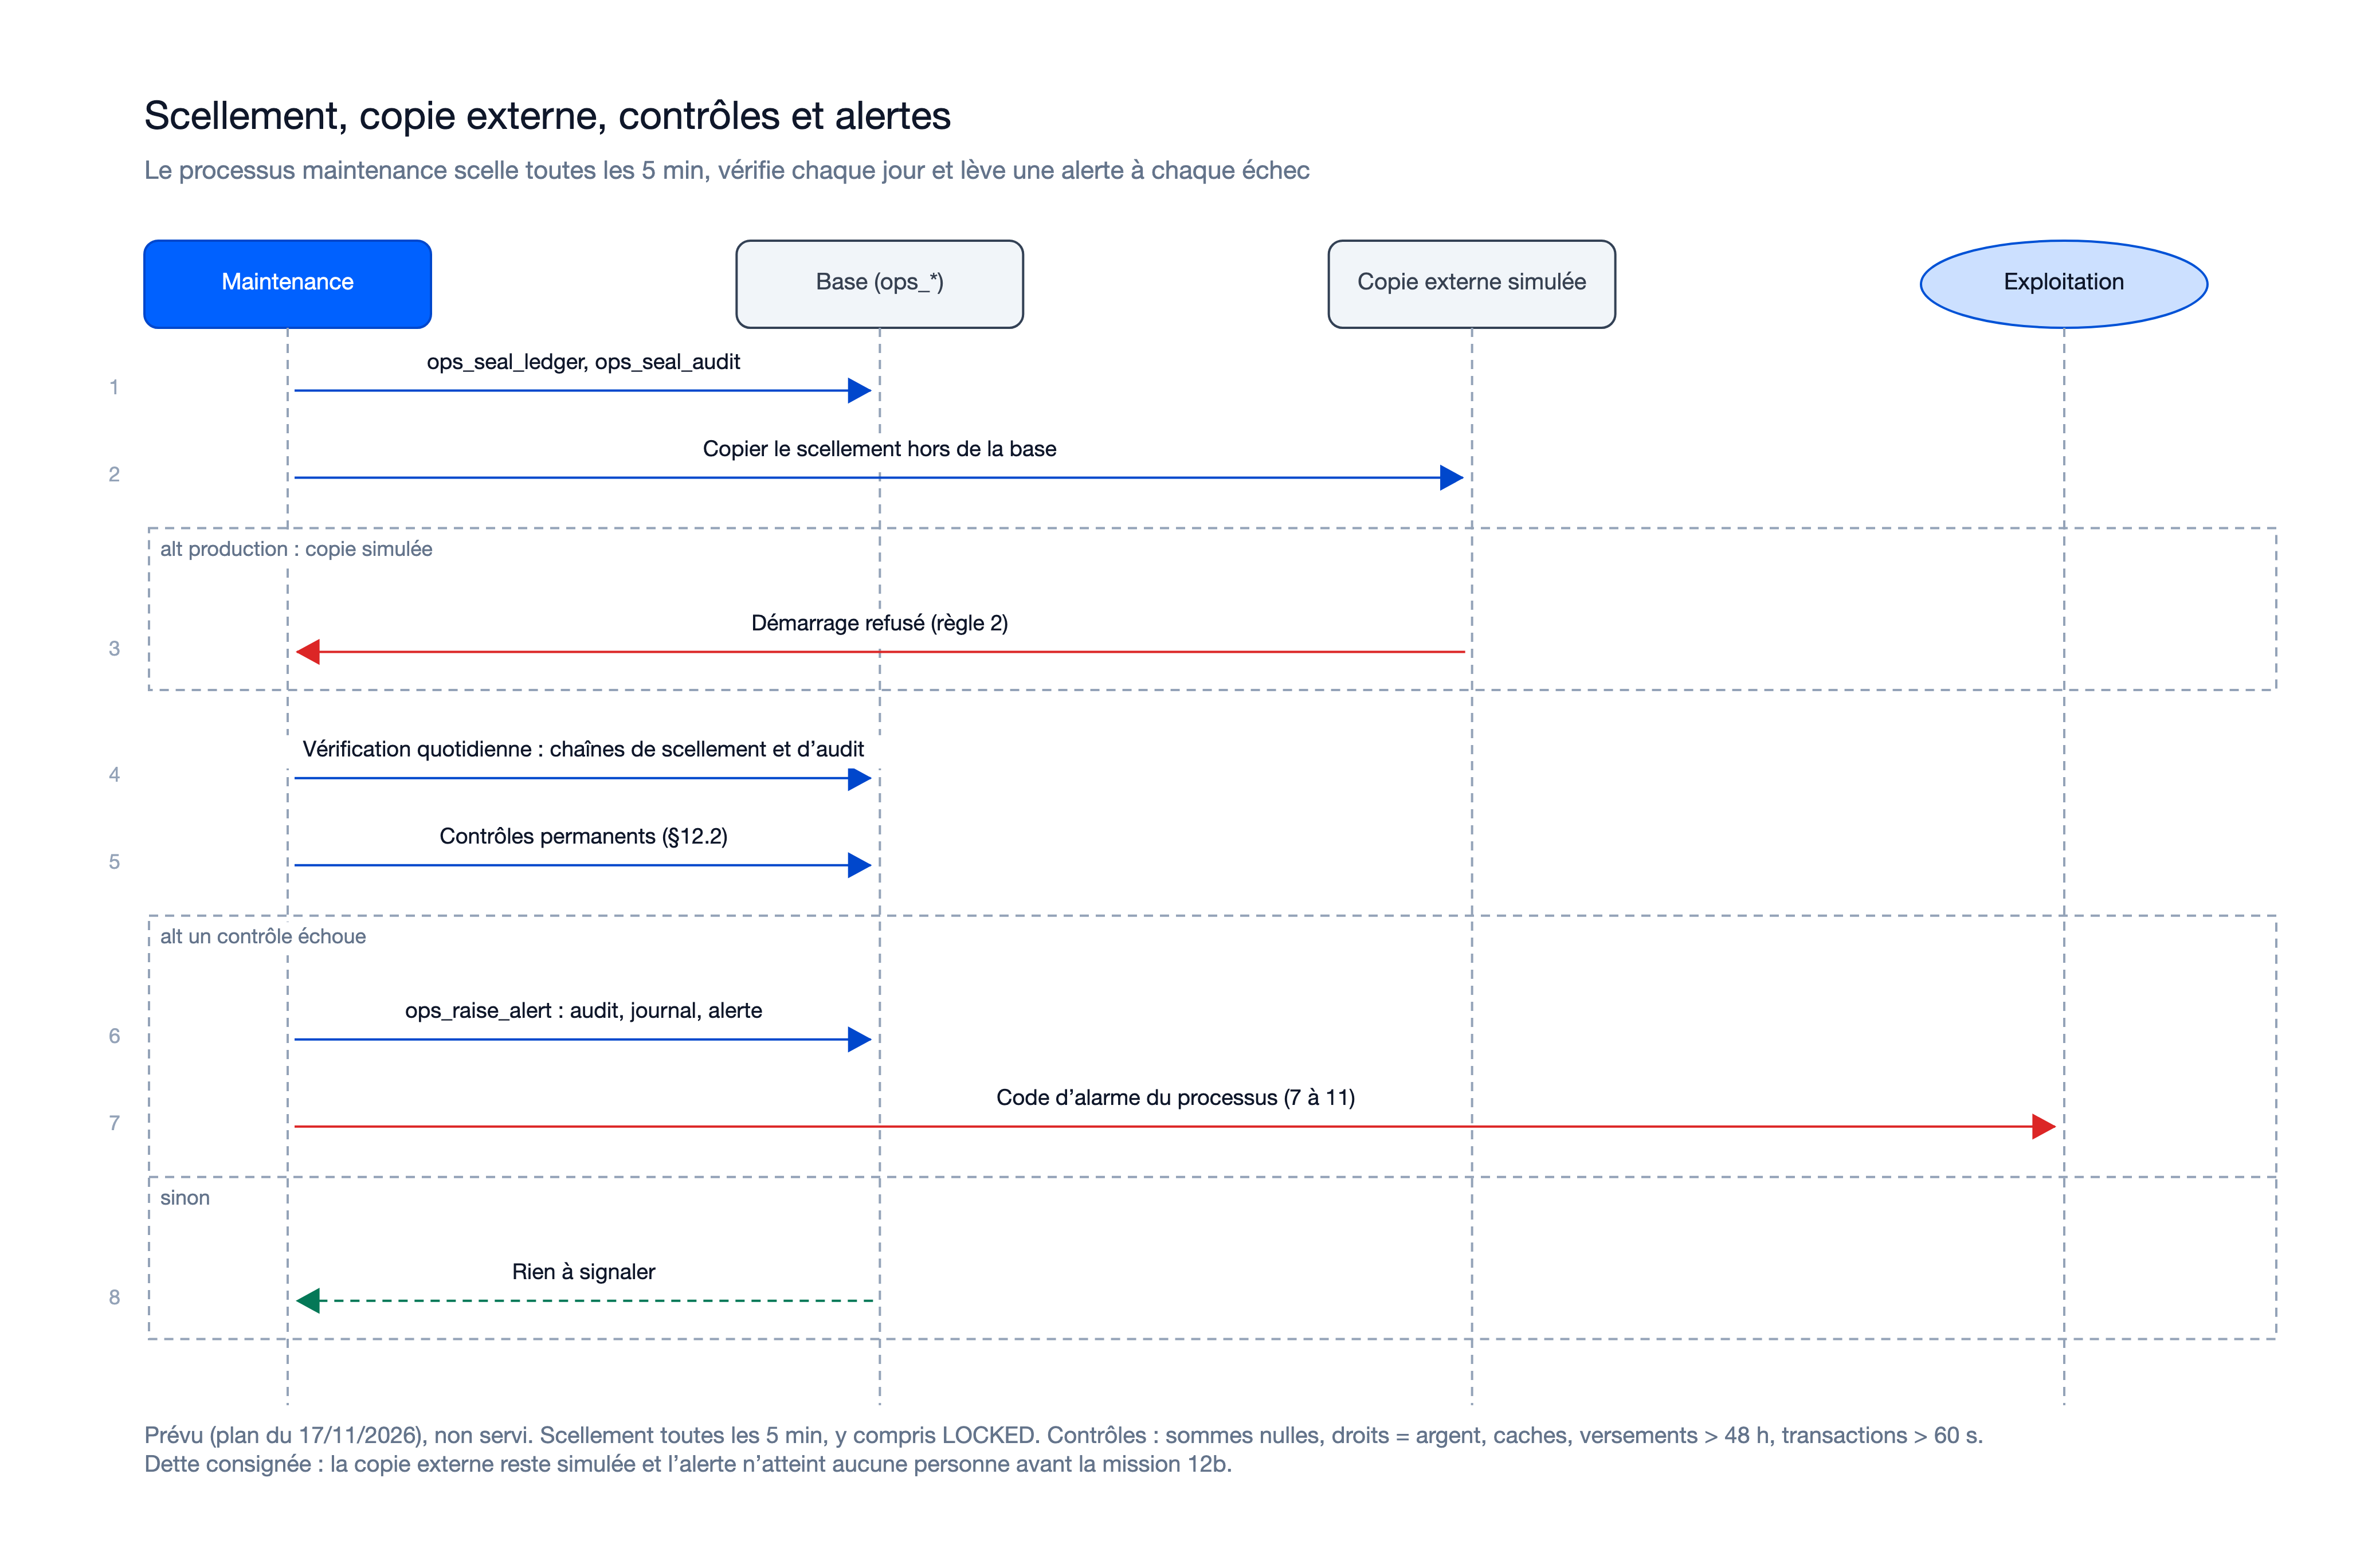 Scellement, copie externe, contrôles et alertes
Le processus maintenance scelle toutes les 5 min, vérifie chaque jour et lève une alerte à chaque échec
Maintenance
Base (ops_*)
Copie externe simulée
Exploitation
ops_seal_ledger, ops_seal_audit
1
Copier le scellement hors de la base
2
alt production : copie simulée
Démarrage refusé (règle 2)
3
Vérification quotidienne : chaînes de scellement et d’audit
4
Contrôles permanents (§12.2)
5
alt un contrôle échoue
ops_raise_alert : audit, journal, alerte
6
Code d’alarme du processus (7 à 11)
7
sinon
Rien à signaler
8
Prévu (plan du 17/11/2026), non servi. Scellement toutes les 5 min, y compris LOCKED. Contrôles : sommes nulles, droits = argent, caches, versements > 48 h, transactions > 60 s.
Dette consignée : la copie externe reste simulée et l’alerte n’atteint aucune personne avant la mission 12b.